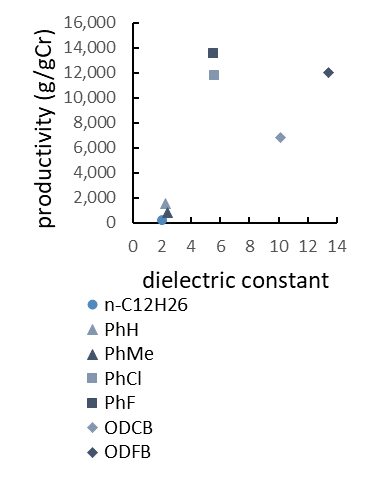 16,000
14,000
12,000
10,000
8,000
6,000
4,000
2,000
0
productivity (g/gCr)
0 2 4 6 8 10 12 14
dielectric constant
n-C12H26
PhH
PhMe
PhCl
PhF
ODCB
ODFB